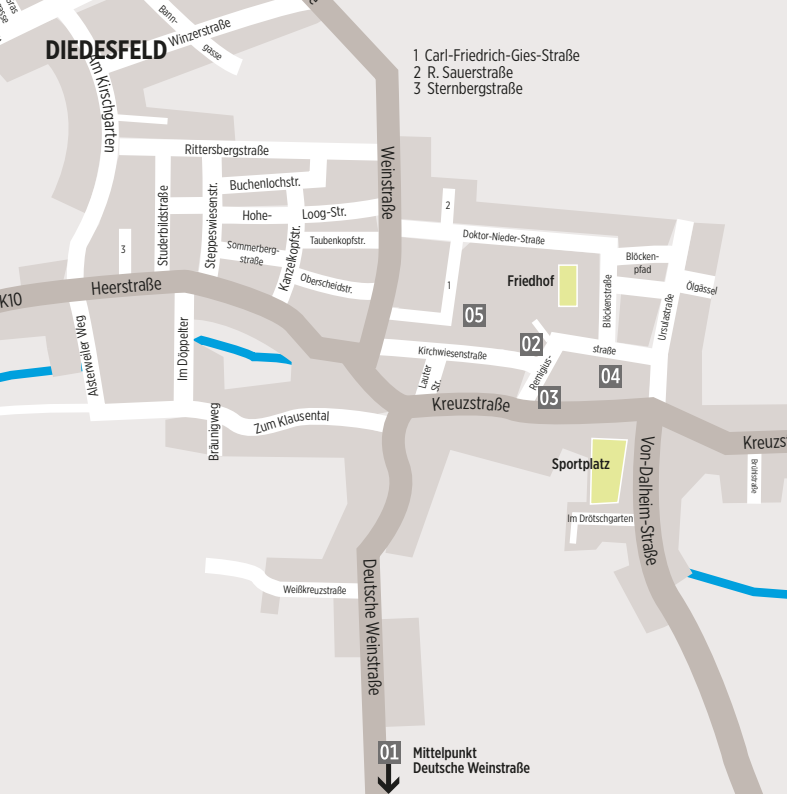 Bann-
gasse
Winzerstraße
DIEDESFELD
Am Kirschgarten
1 Carl-Friedrich-Gies-Straße
2 R. Sauerstraße
3 Sternbergstraße
Rittersbergstraße
Weinstraße
Studerbildstraße
Steppeswiesenstr.
Buchenlochstr.
Hohe-
Loog-Str.
2
Taubenkopfstr.
Doktor-Nieder-Straße
3
Sommerberg-
straße
Kanzelkopfstr.
Blöcken-
pfad
Oberscheidstr.
Friedhof
1
Blöckenstraße
Ölgässel
K10
Heerstraße
Ursulastraße
05
Alsterweiler Weg
Im Döppelter
02
Kirchwiesenstraße
straße
Lauter
Str.
Remigius-
04
03
Kreuzstraße
Bräunigweg
Zum Klausental
Kreuzs
Sportplatz
Von-Dalheim-Straße
Brühlstraße
Im Drötschgarten
Deutsche Weinstraße
Weißkreuzstraße
01
Mittelpunkt
Deutsche Weinstraße